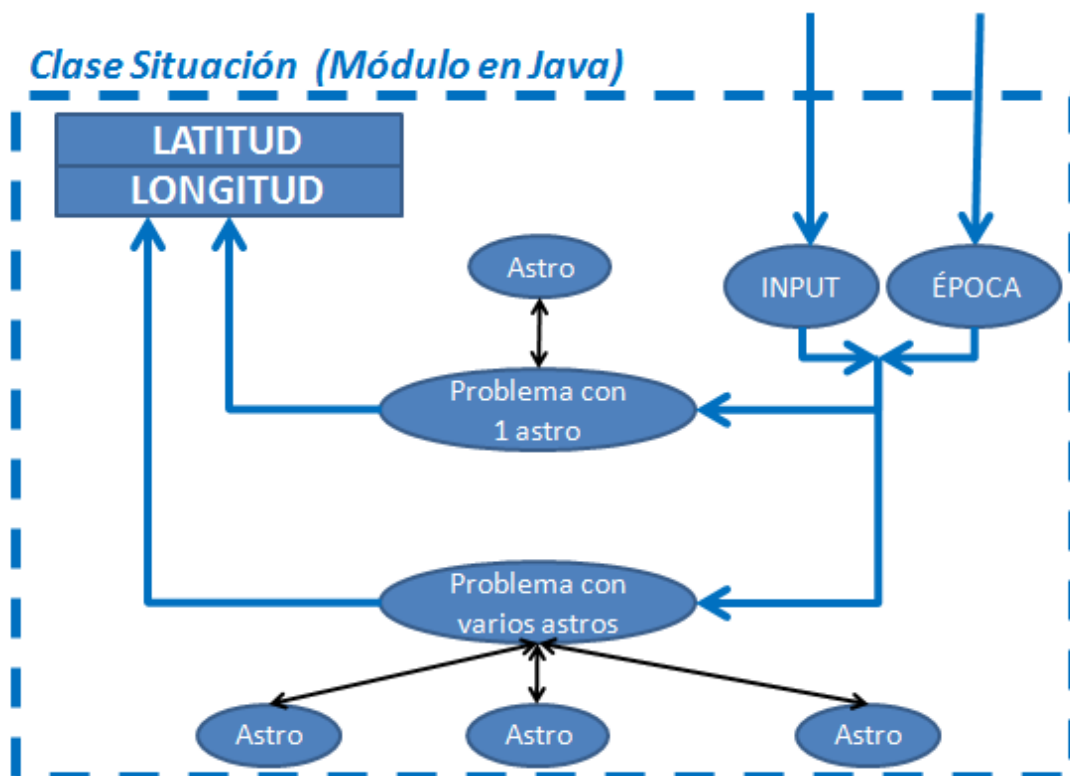 Clase Situación (Módulo en Java)
LATITUD
LONGITUD
Astro
INPUT
ÉPOCA
Problema con
1 astro
Problema con
varios astros
Astro
Astro
Astro